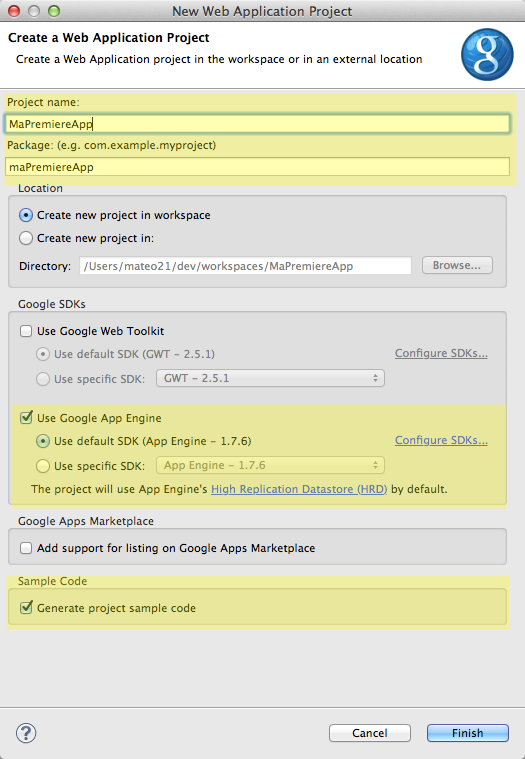 New Web Application Project
Create a Web Application Project
Create a Web Application project in the workspace or in an external location
Project name:
MaPremiereApp
Package: (e.g. com.example.myproject)
maPremiereApp
Location
Create new project in workspace
Create new project in:
Directory: /Users/mateo21/dev/workspaces/MaPremiereApp Browse...
Google SDKs
Use Google Web Toolkit
Use default SDK (GWT - 2.5.1) Configure SDKs...
Use specific SDK: GWT - 2.5.1
Use Google App Engine
Use default SDK (App Engine - 1.7.6) Configure SDKs...
Use specific SDK: App Engine - 1.7.6
The project will use App Engine's High Replication Datastore (HRD) by default.
Google Apps Marketplace
Add support for listing on Google Apps Marketplace
Sample Code
Generate project sample code
? Cancel Finish